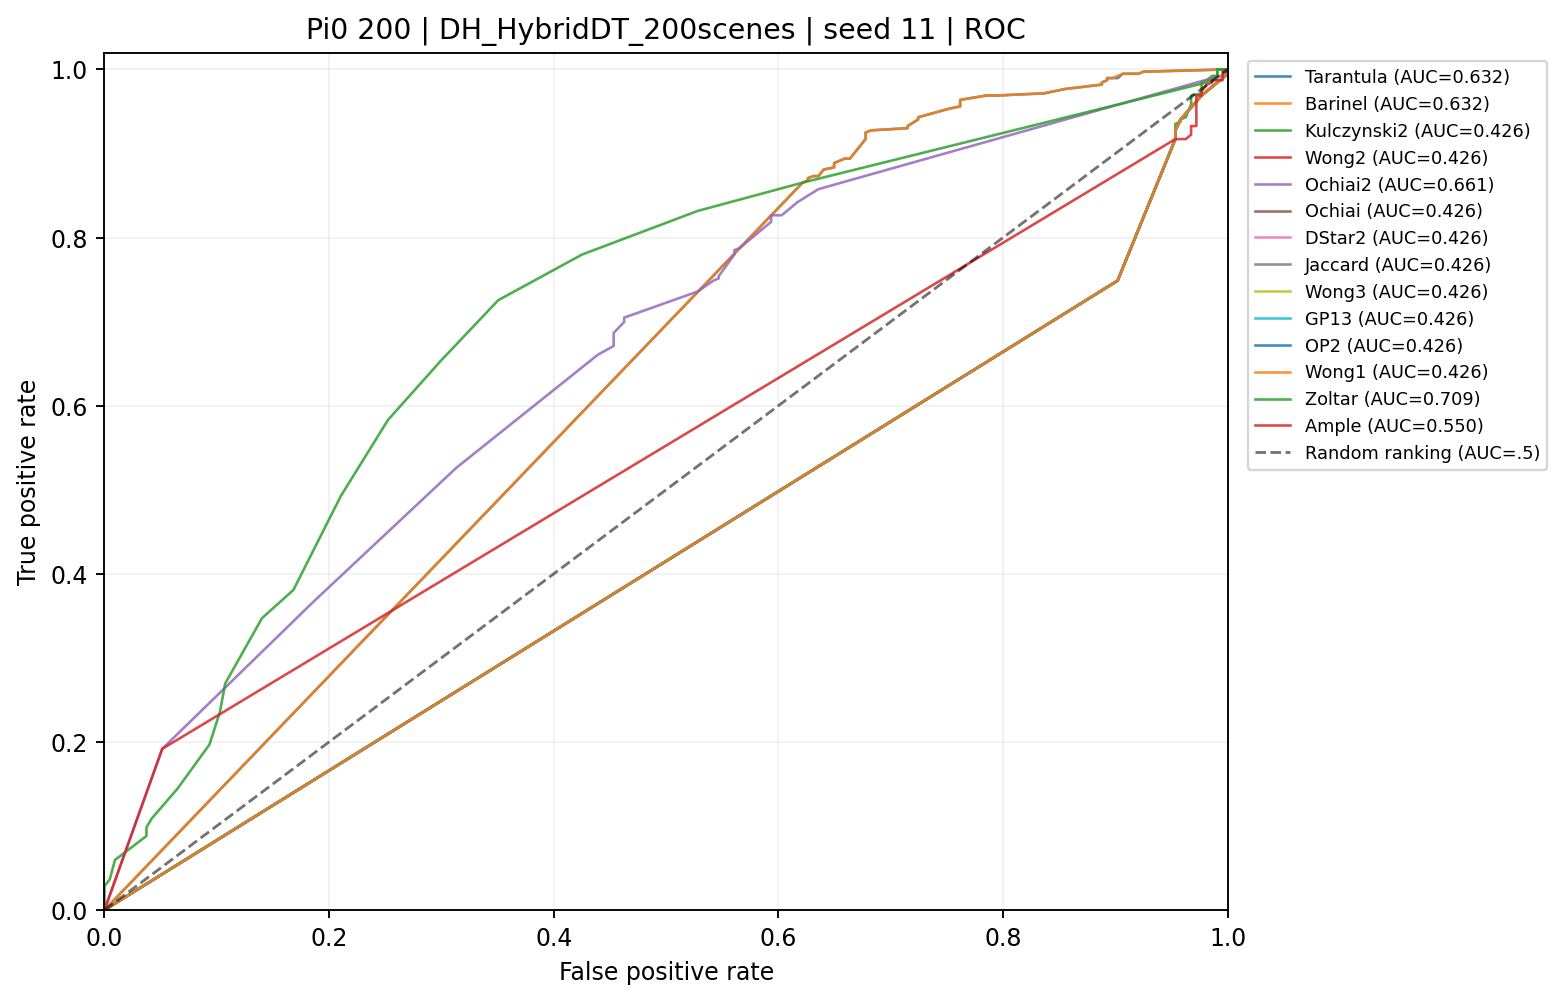 Pi0 200 | DH_HybridDT_200scenes | seed 11 | ROC
1.0
0.8
0.6
0.4
0.2
0.0
True positive rate
0.0
0.2
0.4
0.6
0.8
1.0
False positive rate
Tarantula (AUC=0.632)
Barinel (AUC=0.632)
Kulczynski2 (AUC=0.426)
Wong2 (AUC=0.426)
Ochiai2 (AUC=0.661)
Ochiai (AUC=0.426)
DStar2 (AUC=0.426)
Jaccard (AUC=0.426)
Wong3 (AUC=0.426)
GP13 (AUC=0.426)
OP2 (AUC=0.426)
Wong1 (AUC=0.426)
Zoltar (AUC=0.709)
Ample (AUC=0.550)
Random ranking (AUC=.5)